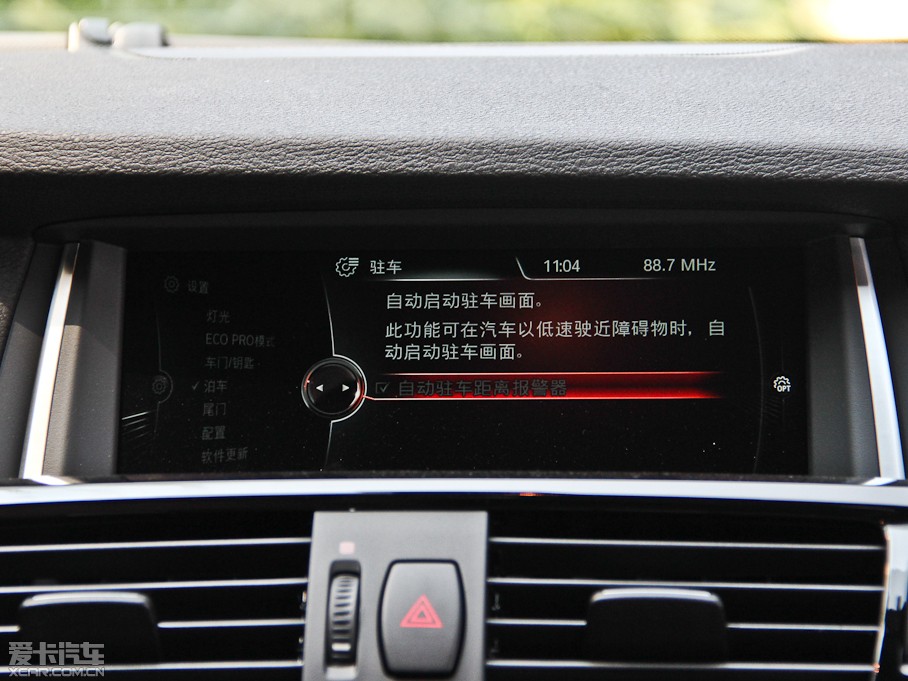 驻车
11:04
88.7 MHz
设置
自动启动驻车画面。
灯光
此功能可在汽车以低速驶近障碍物时，自
ECO PRO模式
动启动驻车画面。
车门/钥匙
泊车
自动驻车距离报警器
OPT
尾门
配置
软件更新
爱卡汽车
XCAR.COM.CN